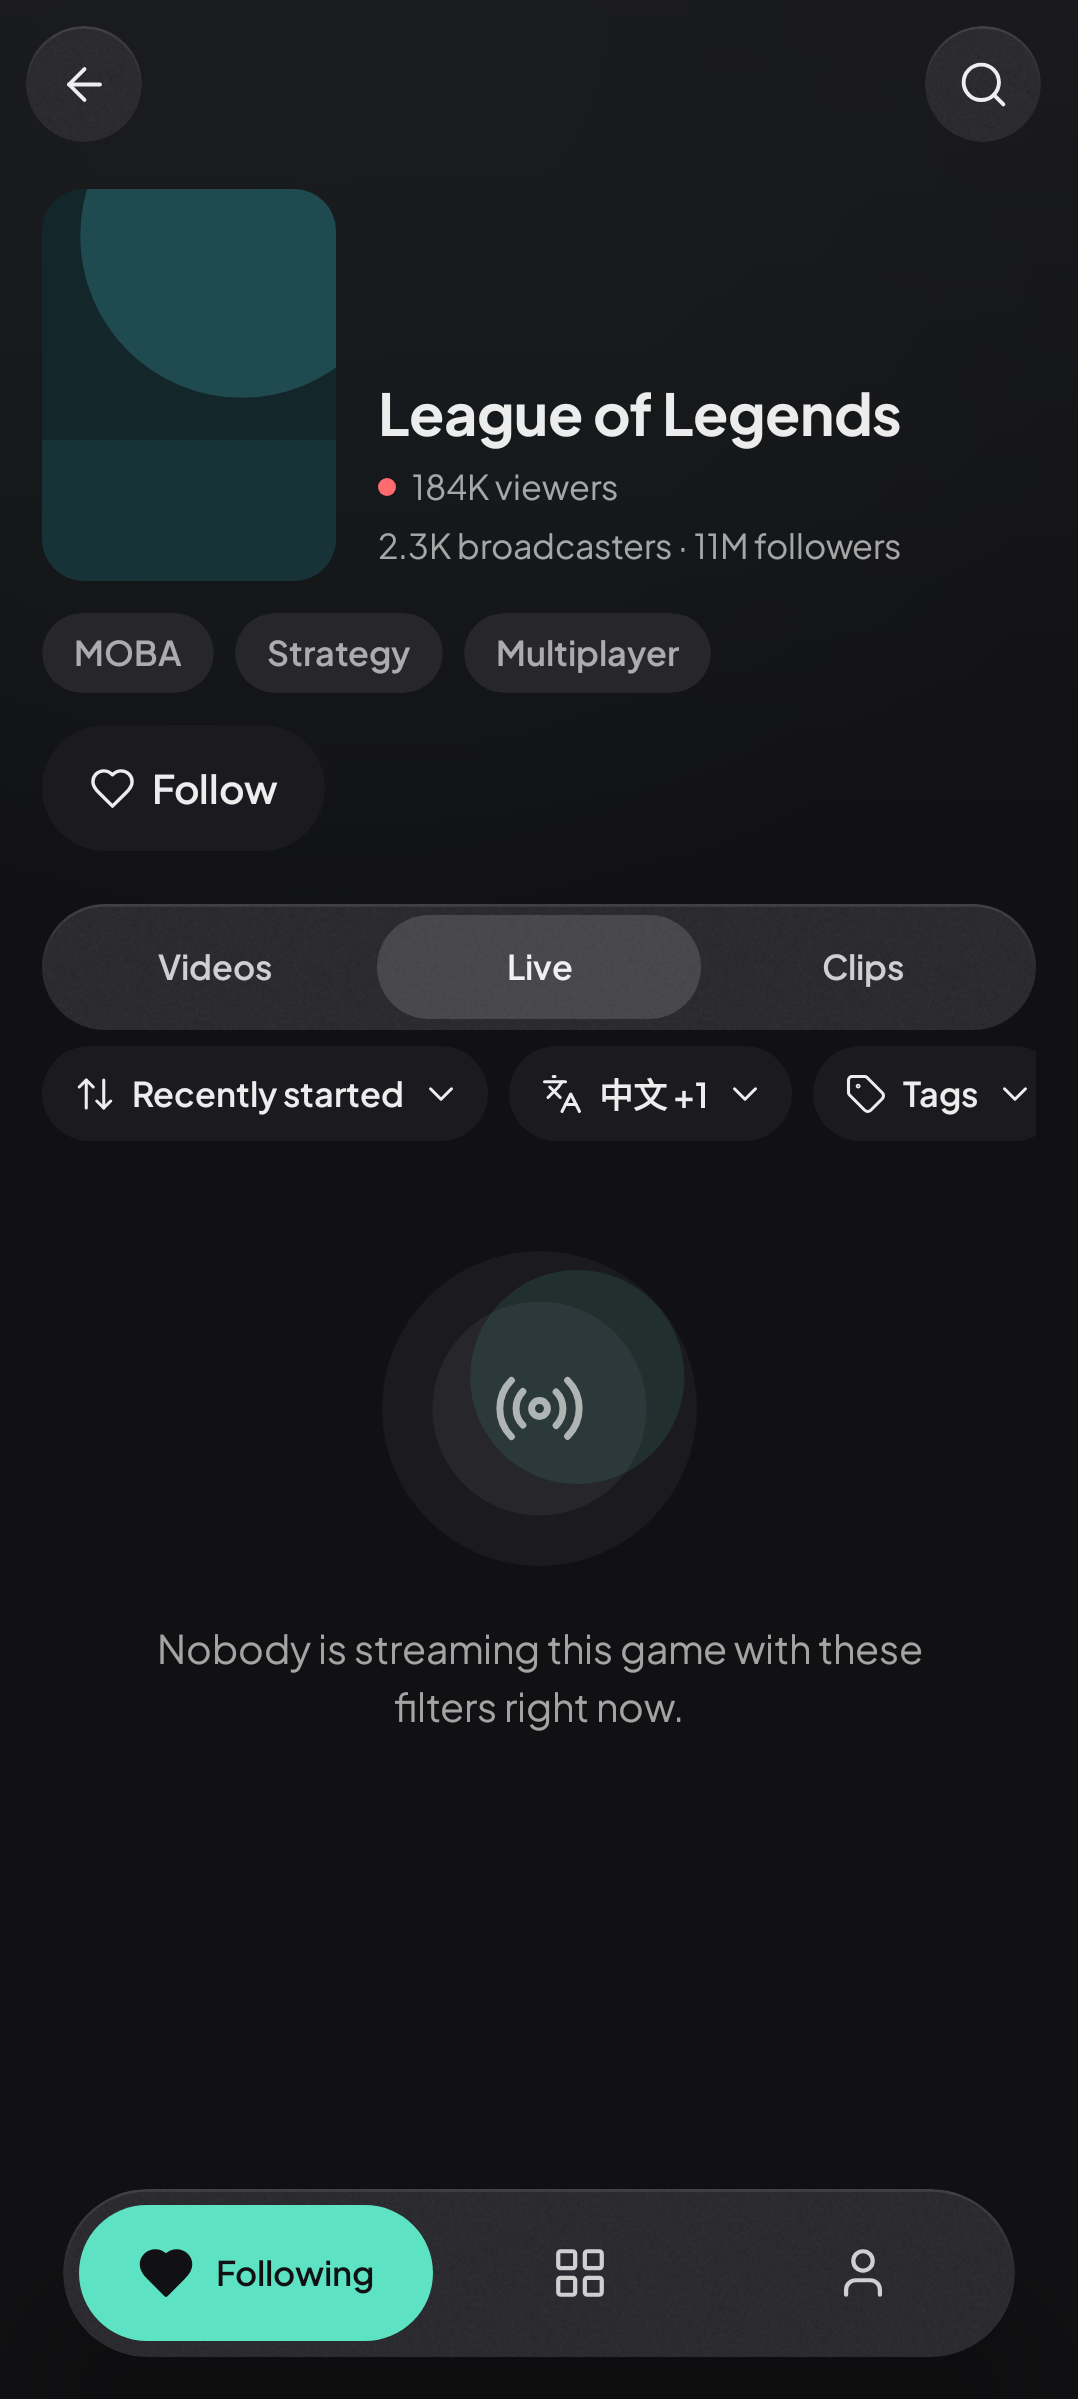 League of Legends
184K viewers
2.3K broadcasters · 11M followers
MOBA
Strategy
Multiplayer
Follow
Videos
Live
Clips
Recently started
中文 +1
Tags
Nobody is streaming this game with these
filters right now.
Following